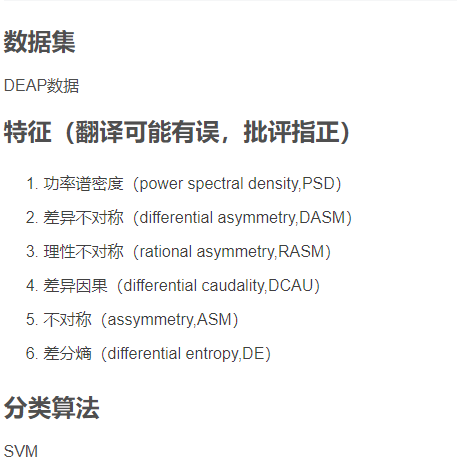 数据集
DEAP数据
特征（翻译可能有误，批评指正）
1. 功率谱密度（power spectral density,PSD）
2. 差异不对称（differential asymmetry,DASM）
3. 理性不对称（rational asymmetry,RASM）
4. 差异因果（differential caudality,DCAU）
5. 不对称（assymmetry,ASM）
6. 差分熵（differential entropy,DE）
分类算法
SVM